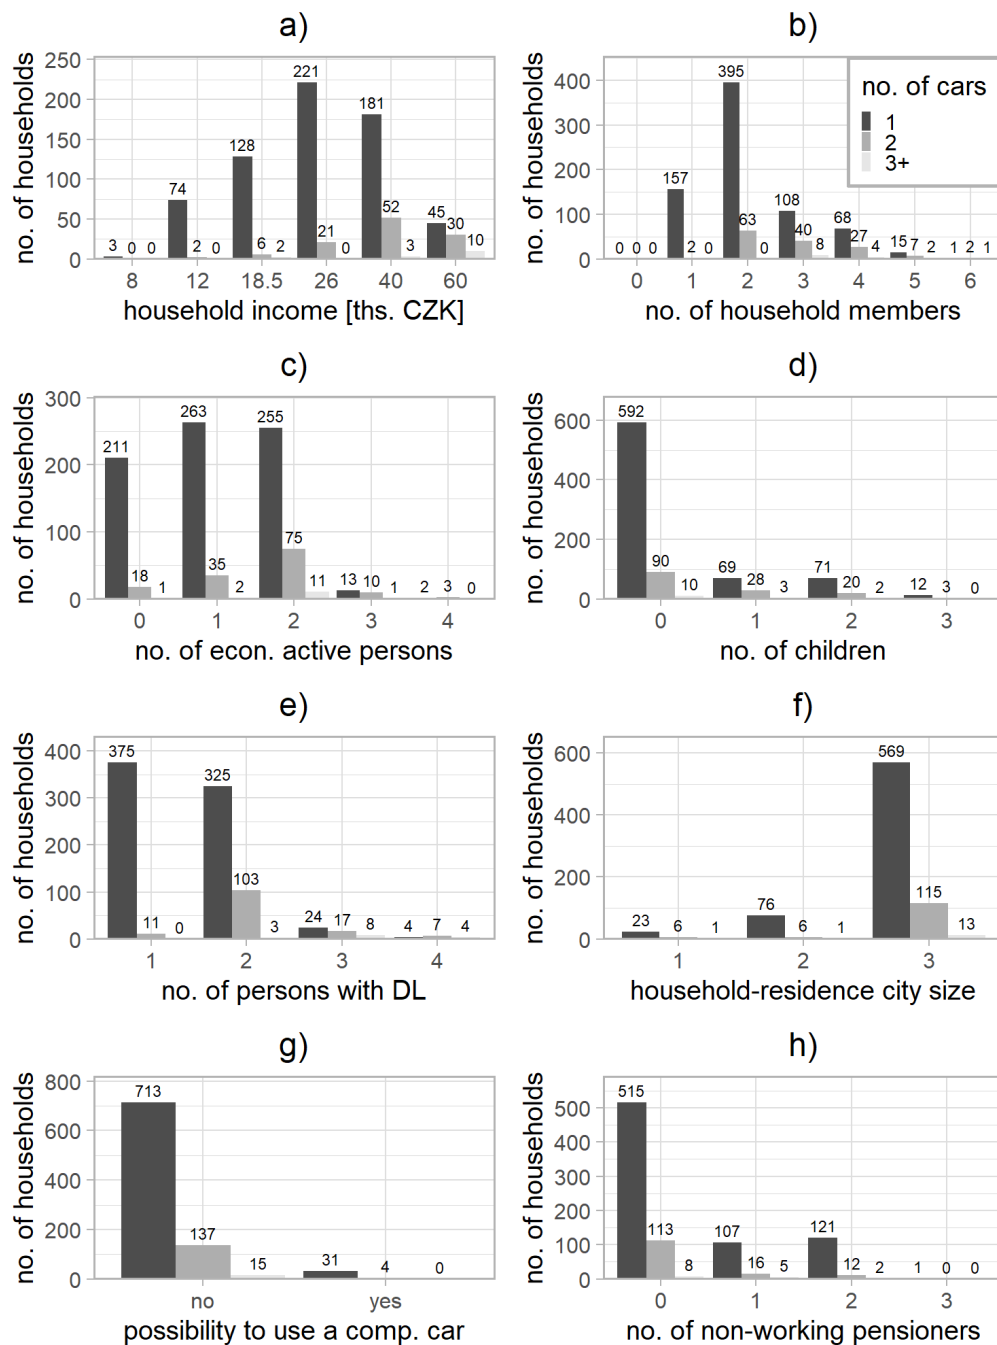 a)
no. of households
250
200
150
100
50
0
3 0 0
74 2 0
128 6 2
221 21 0
181 52 3
45 30 10
8 12 18.5 26 40 60
household income [ths. CZK]
b)
no. of households
400
300
200
100
0
0 0 0
157 2 0
395 63 0
108 40 8
68 27 4
15 7 2
1 2 1
0 1 2 3 4 5 6
no. of household members
no. of cars
1
2
3+
c)
no. of households
300
200
100
0
211 18 1
263 35 2
255 75 11
13 10 1
2 3 0
0 1 2 3 4
no. of econ. active persons
d)
no. of households
600
400
200
0
592 90 10
69 28 3
71 20 2
12 3 0
0 1 2 3
no. of children
e)
no. of households
400
300
200
100
0
375 11 0
325 103 3
24 17 8
4 7 4
1 2 3 4
no. of persons with DL
f)
no. of households
600
400
200
0
23 6 1
76 6 1
569 115 13
1 2 3
household-residence city size
g)
no. of households
800
600
400
200
0
713 137 15
31 4 0
no yes
possibility to use a comp. car
h)
no. of households
500
400
300
200
100
0
515 113 8
107 16 5
121 12 2
1 0 0
0 1 2 3
no. of non-working pensioners